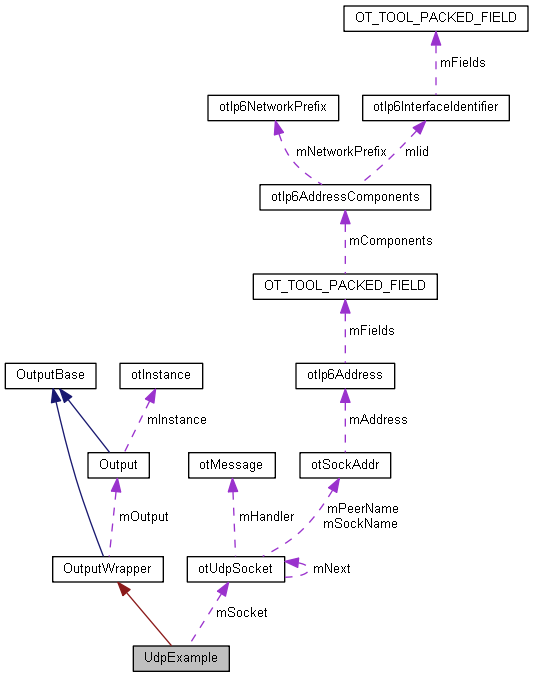 OT_TOOL_PACKED_FIELD
mFields
otIp6NetworkPrefix
otIp6InterfaceIdentifier
mNetworkPrefix
mIid
otIp6AddressComponents
mComponents
OT_TOOL_PACKED_FIELD
mFields
OutputBase
otInstance
otIp6Address
mInstance
mAddress
Output
otMessage
otSockAddr
mOutput
mHandler
mPeerName
mSockName
OutputWrapper
otUdpSocket
mNext
mSocket
UdpExample